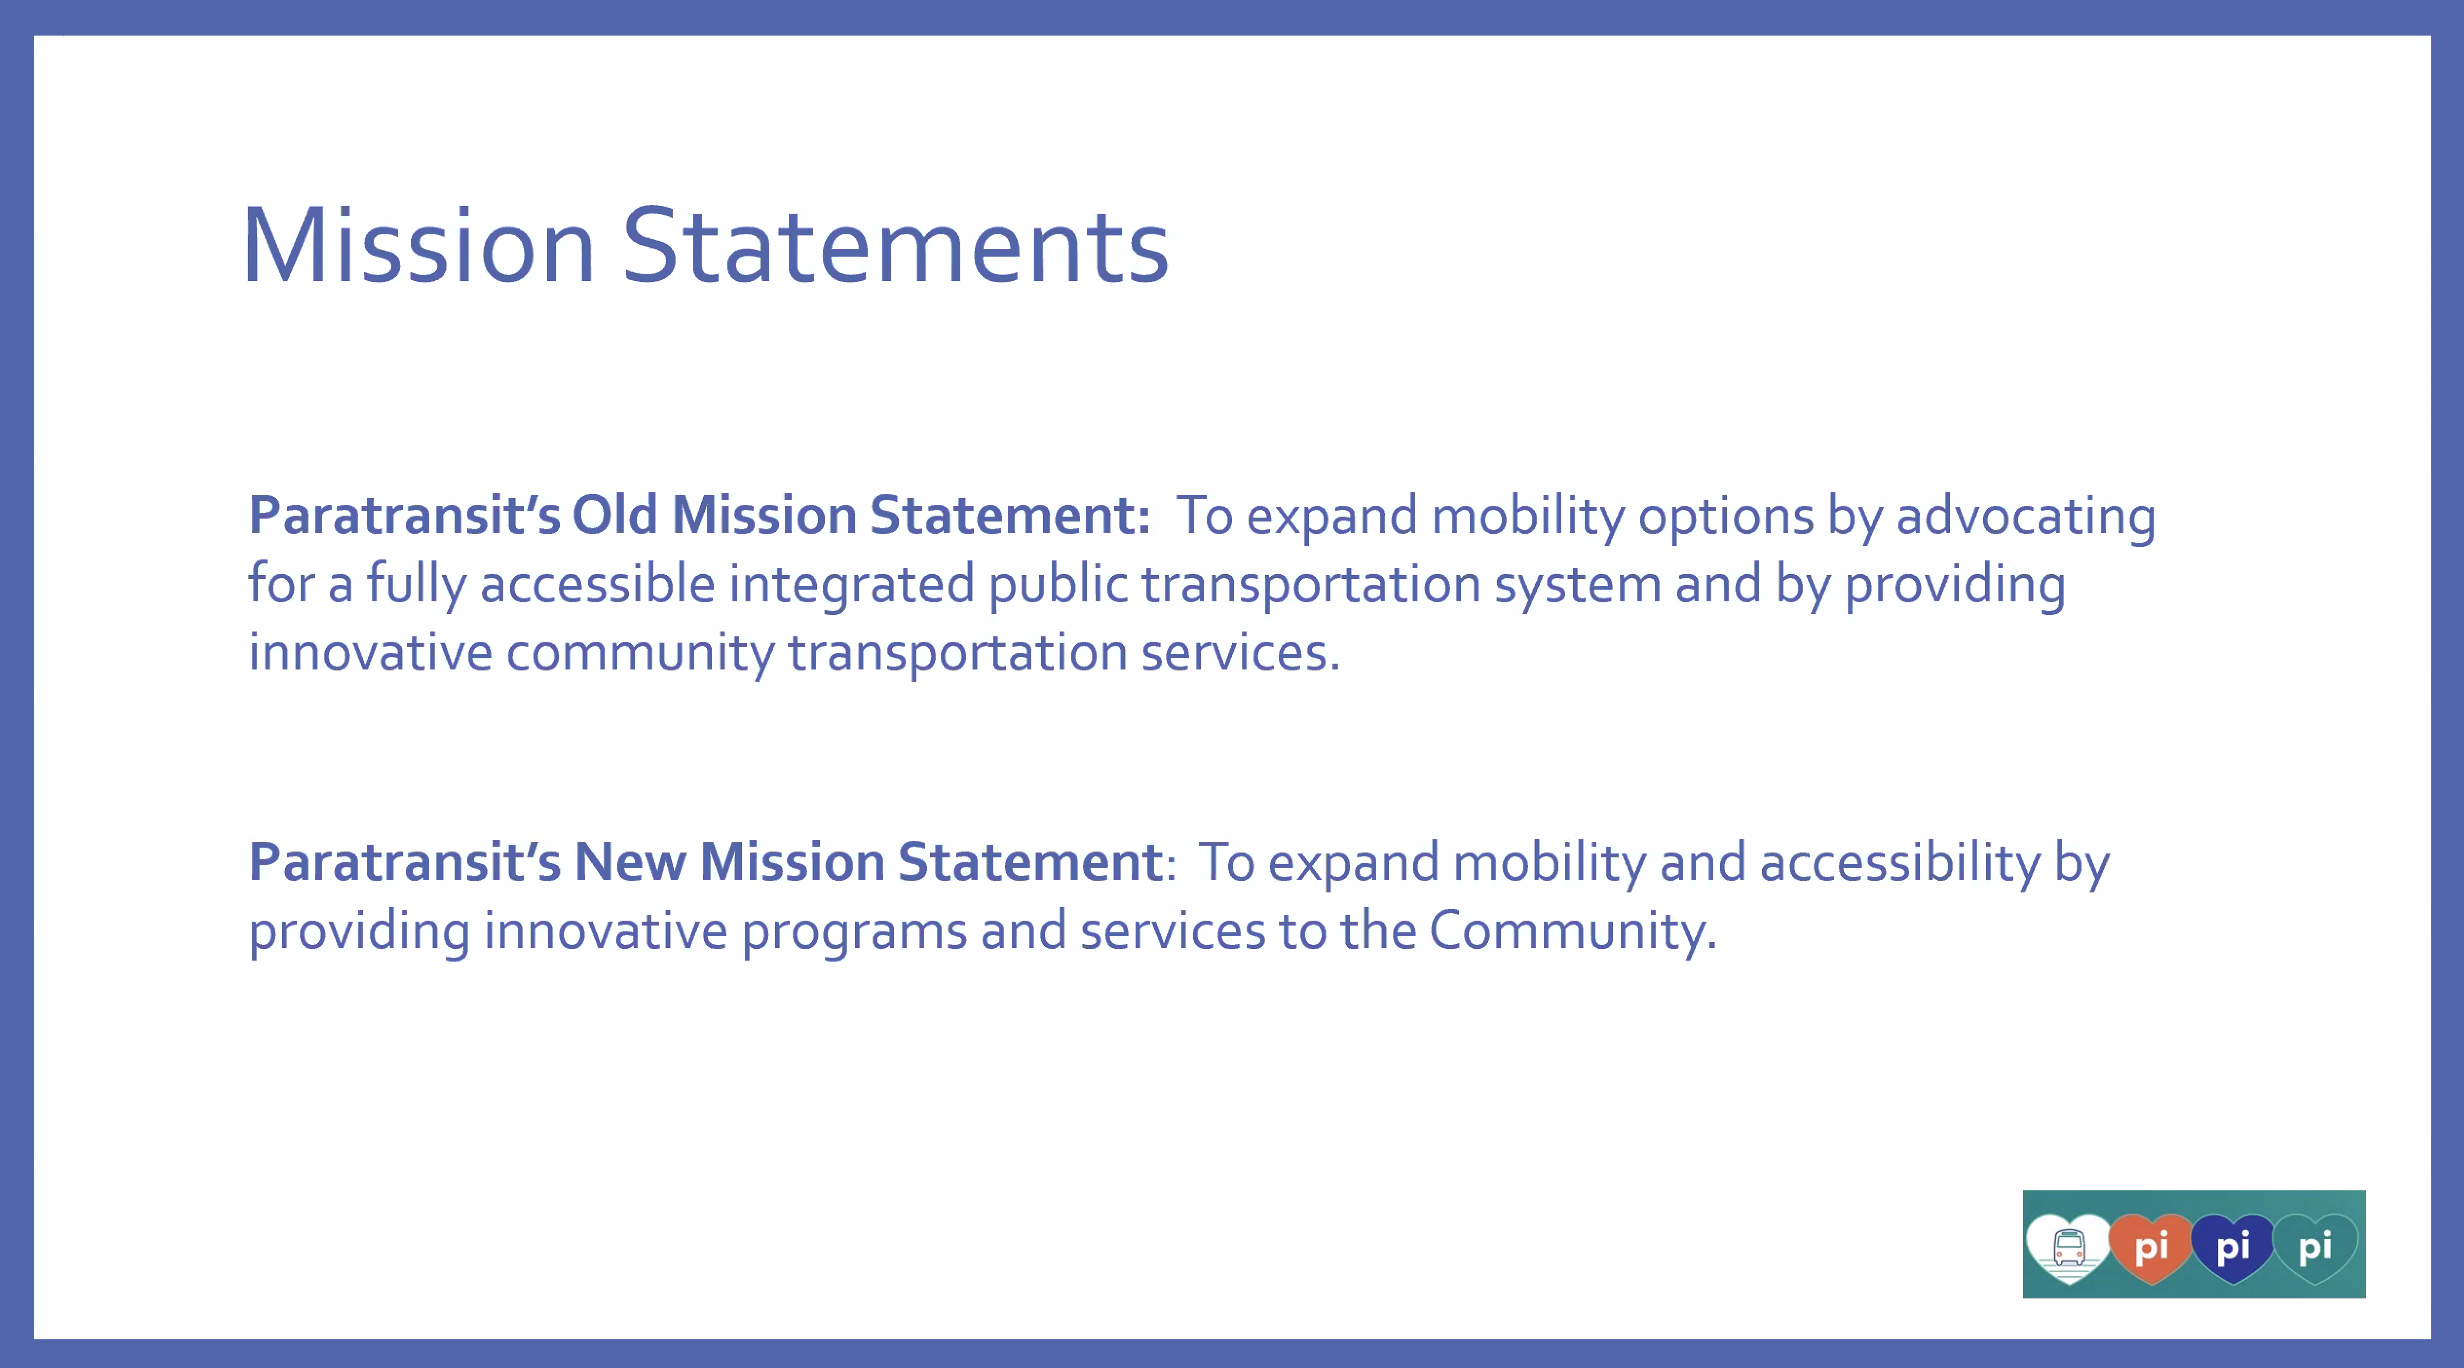 Mission Statements
Paratransit’s Old Mission Statement:  To expand mobility options by advocating
for a fully accessible integrated public transportation system and by providing
innovative community transportation services.
Paratransit’s New Mission Statement:  To expand mobility and accessibility by
providing innovative programs and services to the Community.
pi pi pi